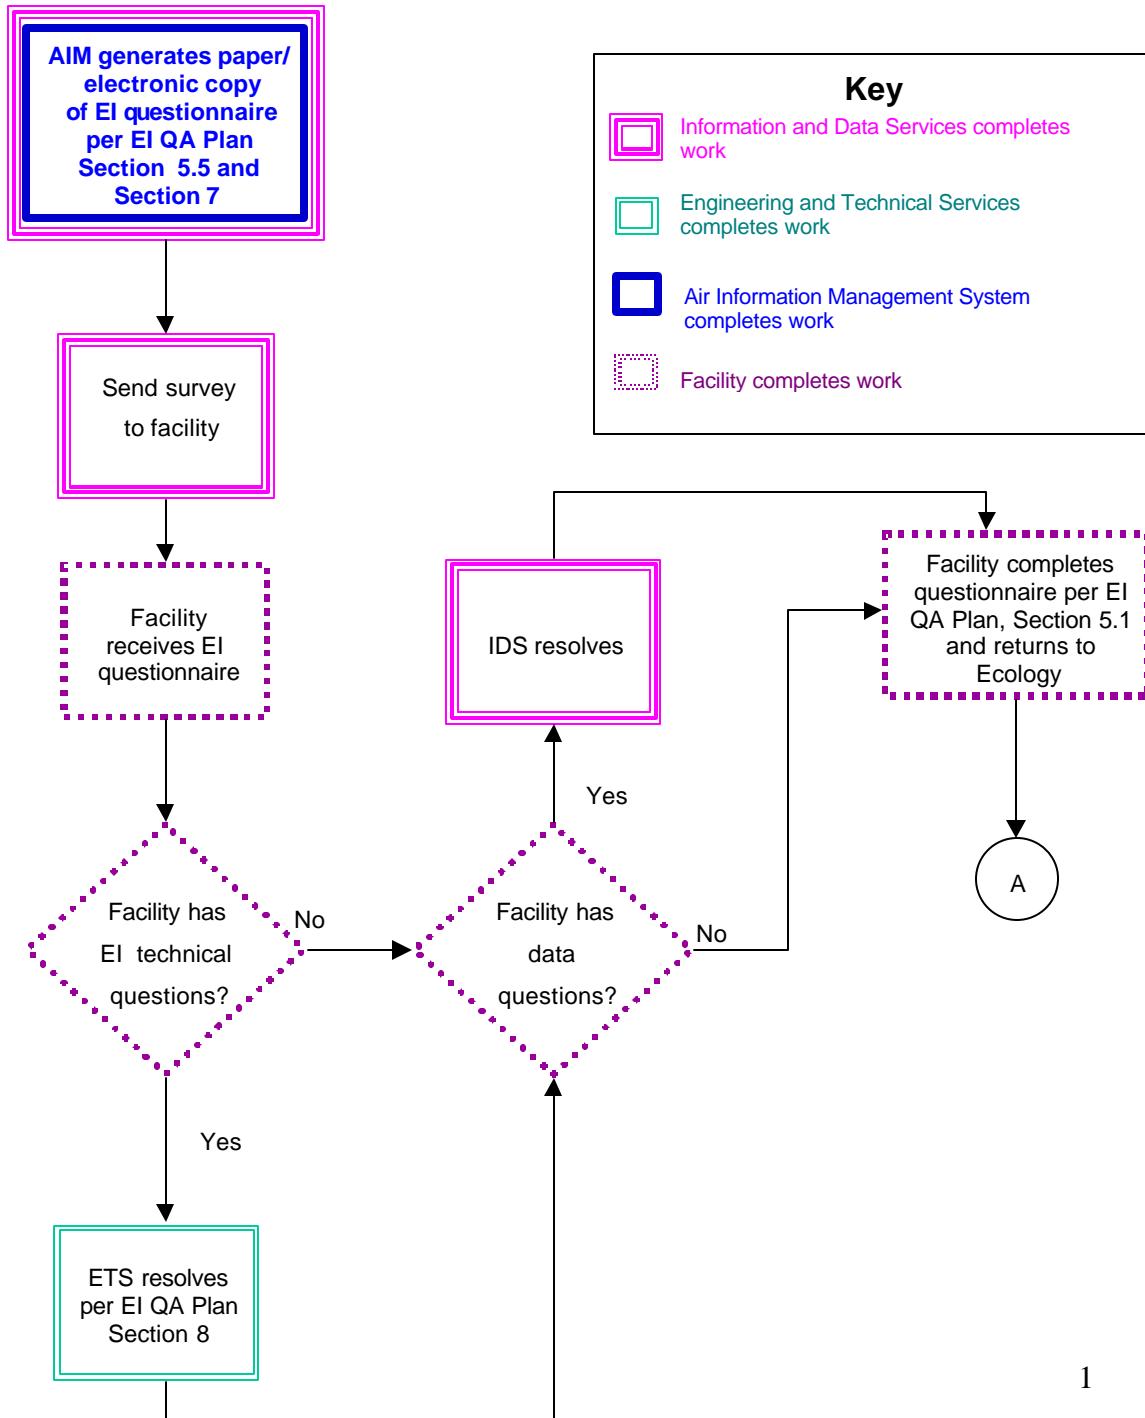 AIM generates paper/
electronic copy
of EI questionnaire
per EI QA Plan
Section 5.5 and
Section 7
Key
Information and Data Services completes
work
Engineering and Technical Services
completes work
Air Information Management System
completes work
Facility completes work
Send survey
to facility
Facility
receives EI
questionnaire
IDS resolves
Facility completes
questionnaire per EI
QA Plan, Section 5.1
and returns to
Ecology
Yes
A
Facility has
EI technical
questions?
No
Facility has
data
questions?
No
Yes
ETS resolves
per EI QA Plan
Section 8
1